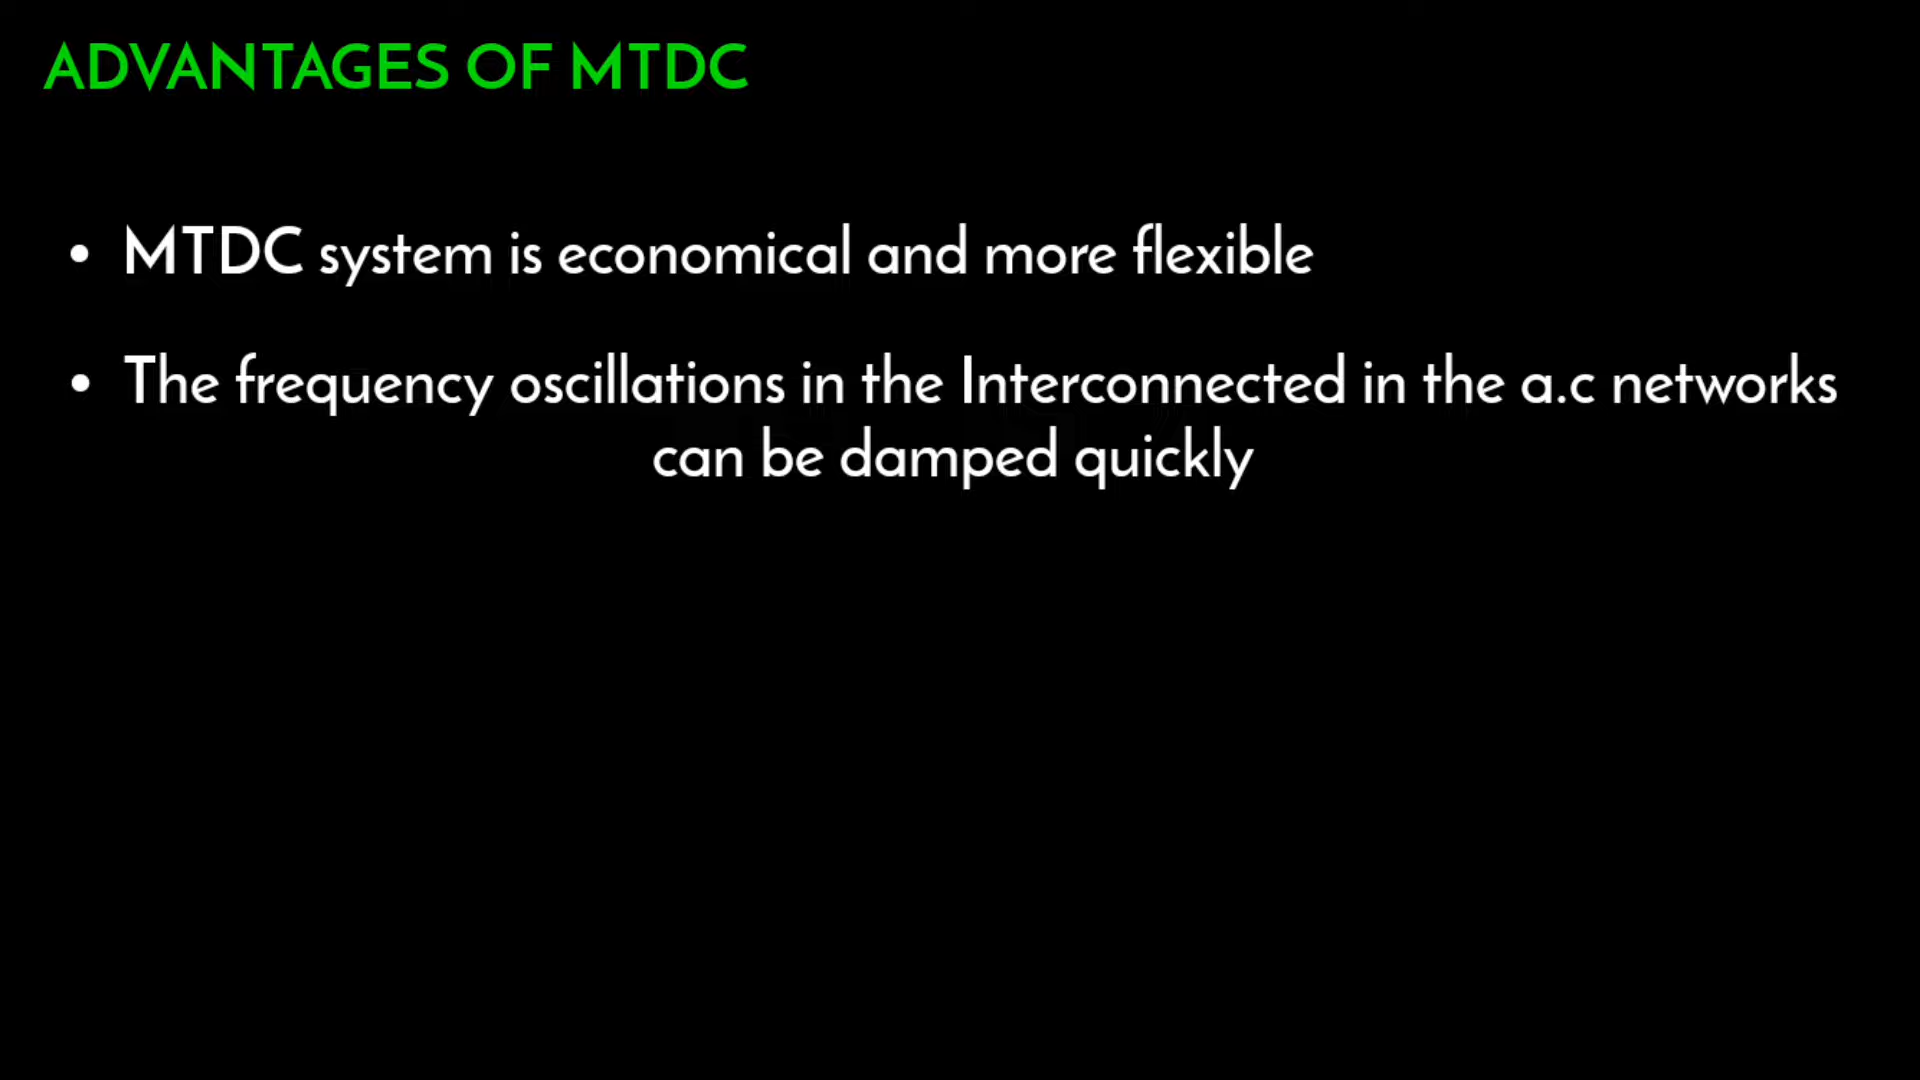 ADVANTAGES OF MTDC
• MTDC system is economical and more flexible
• The frequency oscillations in the Interconnected in the a.c networks
can be damped quickly